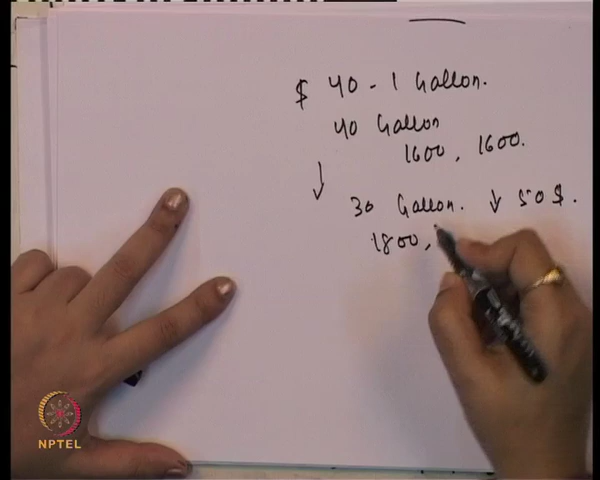 $ 40 - 1 Gallon.
40 Gallon
1600, 1600.
↓
30 Gallon. ↓ 50$.
1800,
NPTEL